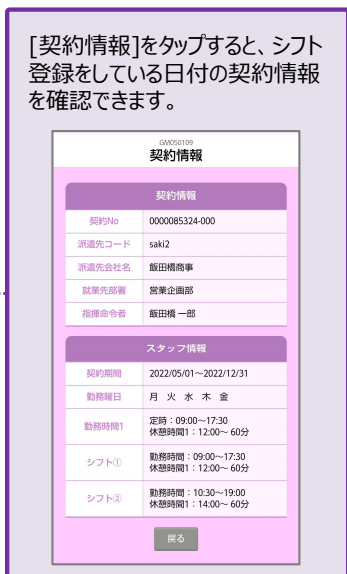 [契約情報]をタップすると、シフト
登録をしている日付の契約情報
を確認できます。
GM050109
契約情報
契約情報
契約No 0000085324-000
派遣先コード saki2
派遣先会社名 飯田橋商事
就業先部署 営業企画部
指揮命令者 飯田橋 一郎
スタッフ情報
契約期間 2022/05/01～2022/12/31
勤務曜日 月 火 水 木 金
勤務時間1 定時：09:00～17:30
休憩時間1：12:00～ 60分
シフト① 勤務時間：09:00～17:30
休憩時間1：12:00～ 60分
シフト② 勤務時間：10:30～19:00
休憩時間1：14:00～ 60分
戻る